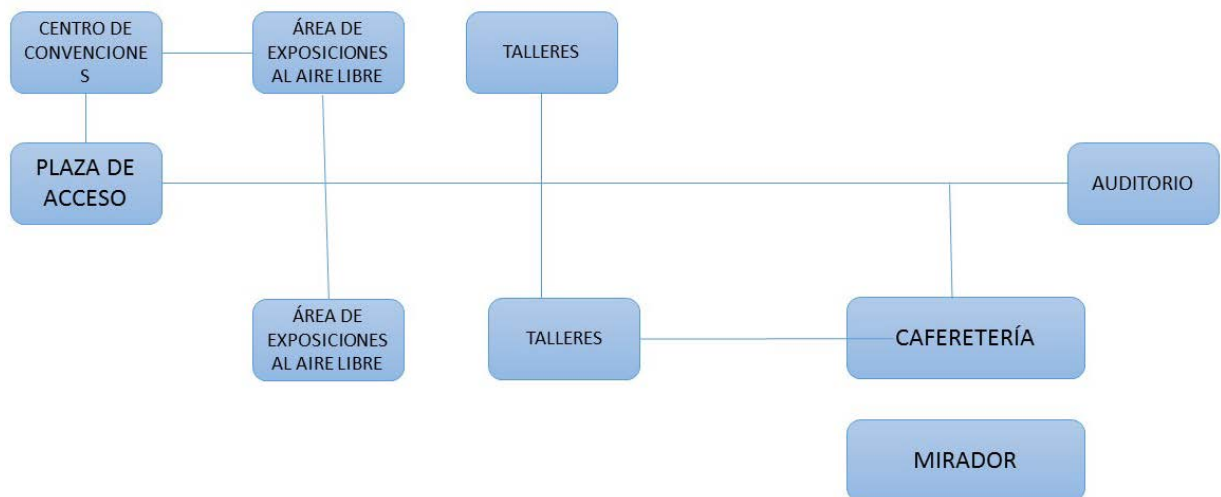 CENTRO DE
CONVENCIONE
S
ÁREA DE
EXPOSICIONES
AL AIRE LIBRE
TALLERES
PLAZA DE
ACCESO
AUDITORIO
ÁREA DE
EXPOSICIONES
AL AIRE LIBRE
TALLERES
CAFERETERÍA
MIRADOR